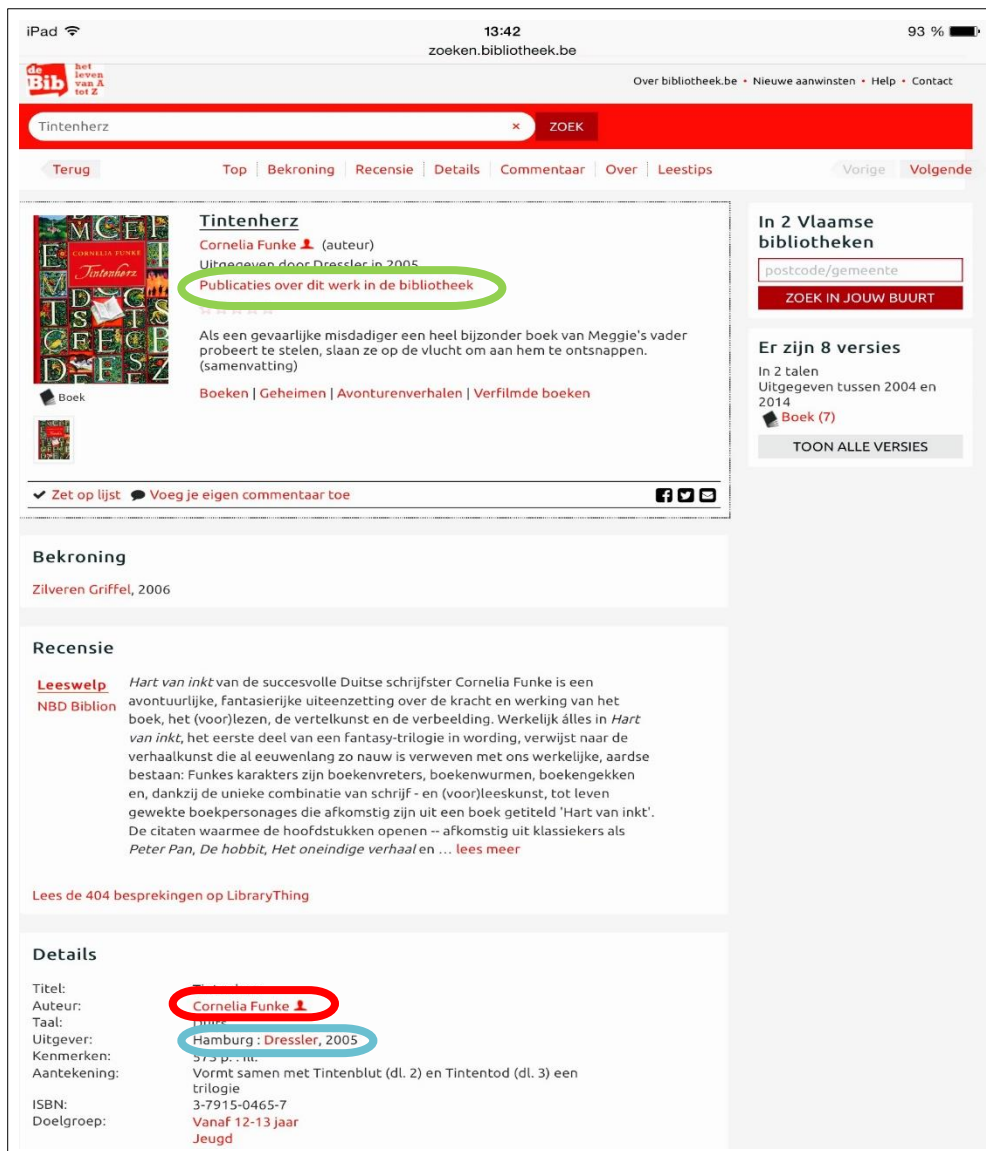 iPad 13:42 93 %
zoeken.bibliotheek.be
de Bib het leven van A tot Z
Over bibliotheek.be • Nieuwe aanwinsten • Help • Contact
Tintenherz × ZOEK
Terug Top Bekroning Recensie Details Commentaar Over Leestips Vorige Volgende
CORNELIA FUNKE
Tintenherz
Boek
Tintenherz
Cornelia Funke (auteur)
Uitgegeven door Dressler in 2005
Publicaties over dit werk in de bibliotheek
Als een gevaarlijke misdadiger een heel bijzonder boek van Meggie's vader
probeert te stelen, slaan ze op de vlucht om aan hem te ontsnappen.
(samenvatting)
Boeken | Geheimen | Avonturenverhalen | Verfilmde boeken
Zet op lijst Voeg je eigen commentaar toe
In 2 Vlaamse
bibliotheken
postcode/gemeente
ZOEK IN JOUW BUURT
Er zijn 8 versies
In 2 talen
Uitgegeven tussen 2004 en
2014
Boek (7)
TOON ALLE VERSIES
Bekroning
Zilveren Griffel, 2006
Recensie
Leeswelp
NBD Biblion
Hart van inkt van de succesvolle Duitse schrijfster Cornelia Funke is een
avontuurlijke, fantasierijke uiteenzetting over de kracht en werking van het
boek, het (voor)lezen, de vertelkunst en de verbeelding. Werkelijk álles in Hart
van inkt, het eerste deel van een fantasy-trilogie in wording, verwijst naar de
verhaalkunst die al eeuwenlang zo nauw is verweven met ons werkelijke, aardse
bestaan: Funkes karakters zijn boekenvreters, boekenwurmen, boekengekken
en, dankzij de unieke combinatie van schrijf - en (voor)leeskunst, tot leven
gewekte boekpersonages die afkomstig zijn uit een boek getiteld 'Hart van inkt'.
De citaten waarmee de hoofdstukken openen -- afkomstig uit klassiekers als
Peter Pan, De hobbit, Het oneindige verhaal en … lees meer
Lees de 404 besprekingen op LibraryThing
Details
Titel:
Auteur: Cornelia Funke
Taal:
Uitgever: Hamburg : Dressler, 2005
Kenmerken: 573 p. : ill.
Aantekening: Vormt samen met Tintenblut (dl. 2) en Tintentod (dl. 3) een
trilogie
ISBN: 3-7915-0465-7
Doelgroep: Vanaf 12-13 jaar
Jeugd